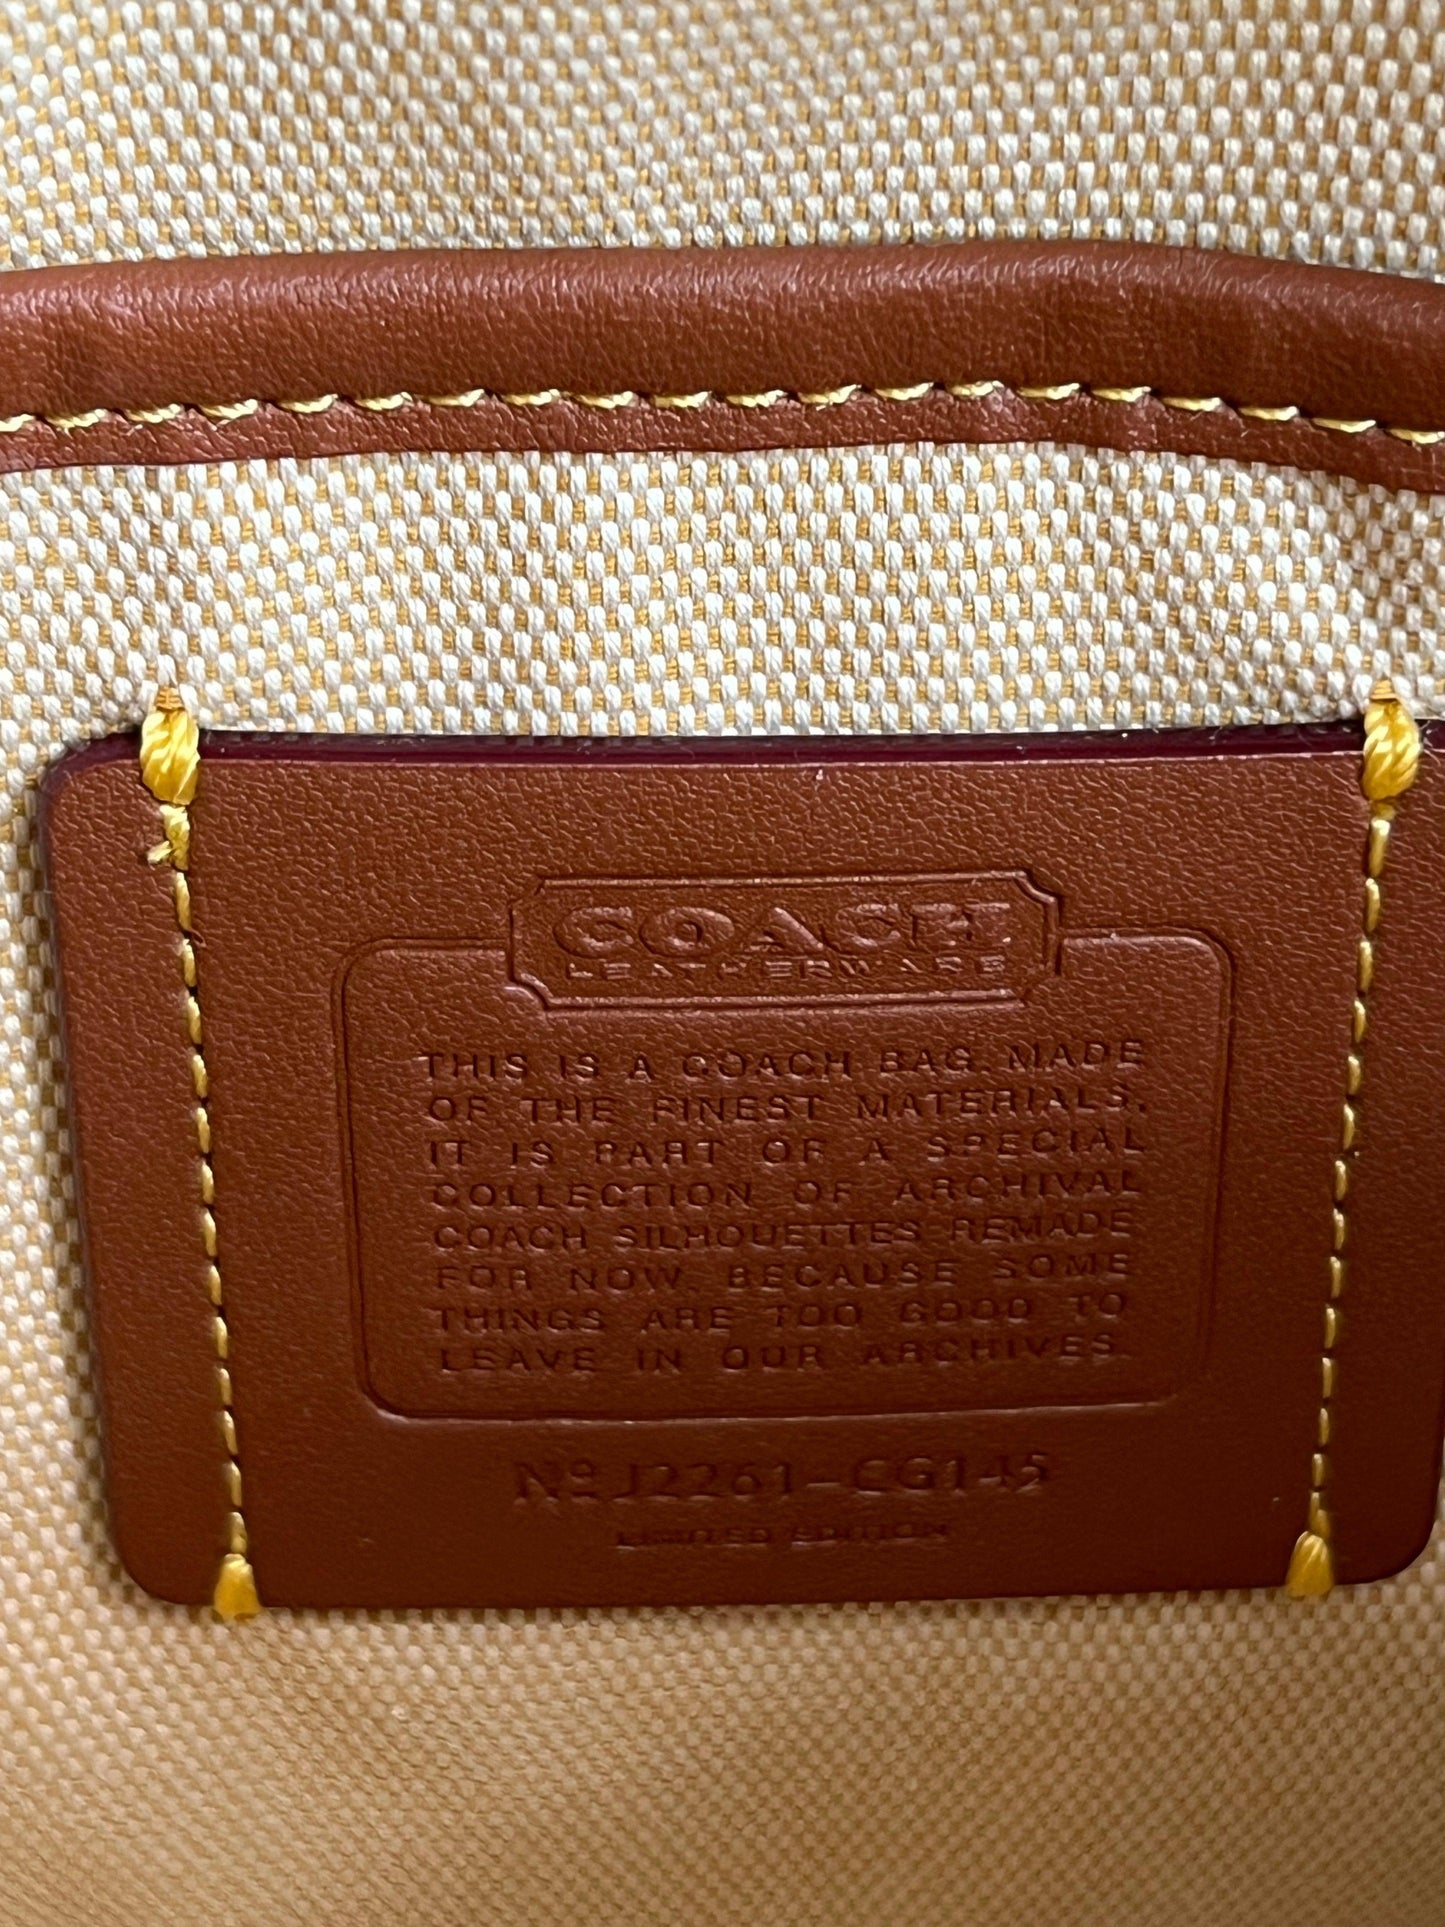 COACH
LEATHERWARE
THIS IS A COACH BAG. MADE
OF THE FINEST MATERIALS,
IT IS PART OF A SPECIAL
COLLECTION OF ARCHIVAL
COACH SILHOUETTES REMADE
FOR NOW. BECAUSE SOME
THINGS ARE TOO GOOD TO
LEAVE IN OUR ARCHIVES.
Nº J2261-CG145
LIMITED EDITION